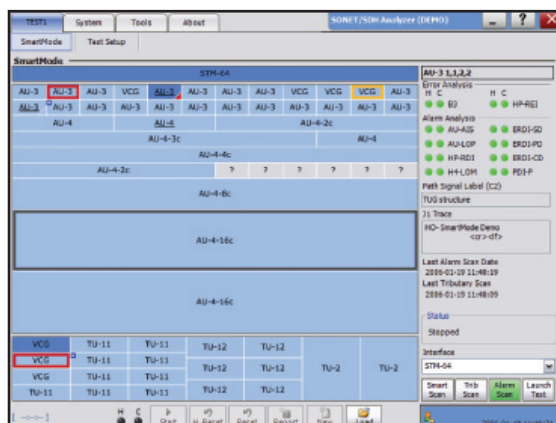 TEST1 System Tools About SONET/SDH Analyzer (DEMO)
SmartMode Test Setup
SmartMode
STM-64
AU-3 AU-3 AU-3 VCG AU-3 AU-3 AU-3 AU-3 VCG VCG VCG AU-3
AU-3 AU-3 AU-3 AU-3 AU-3 AU-3 AU-3 AU-3 AU-3 AU-3 AU-3 AU-3
AU-4 AU-4 AU-4-2c
AU-4-3c AU-4
AU-4-4c
AU-4-2c ? ? ? ? ? ?
AU-4-8c
AU-4-16c
AU-4-16c
VCG TU-11 TU-11 TU-12 TU-12
VCG TU-11 TU-11 TU-12 TU-12 TU-2 TU-2
VCG TU-11 TU-11 TU-12 TU-12
TU-11 TU-11 TU-11 TU-12 TU-12
AU-3 1,1,2,2
Error Analysis
H C H C
B3 HP-REI
Alarm Analysis
AU-AIS ERDI-SD
AU-LOP ERDI-PD
HP-RDI ERDI-CD
H4-LOM PDI-P
Path Signal Label (C2)
TUG structure
J1 Trace
HO- SmartMode Demo
<cr><lf>
Last Alarm Scan Date
2006-01-19 11:48:19
Last Tributary Scan
2006-01-19 11:48:09
Status
Stopped
Interface
STM-64
Smart Scan
Trib Scan
Alarm Scan
Launch Test
[ --:--:-- ] H C Start H. Reset Reset Report New Load